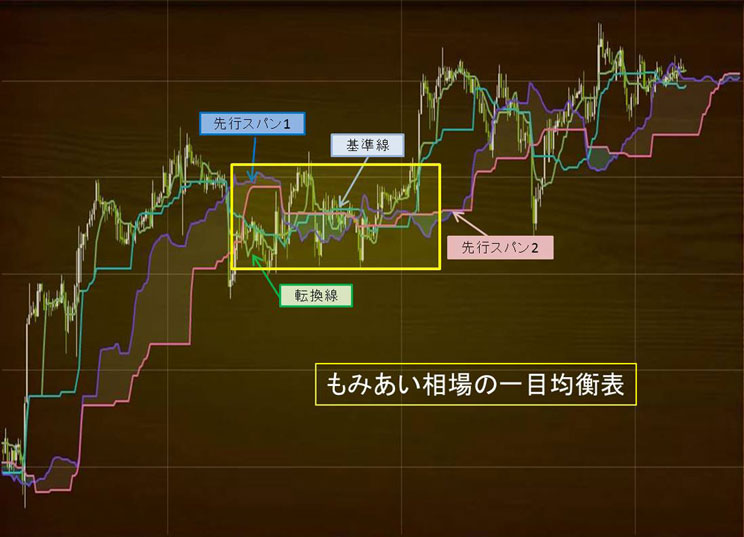 先行スパン1
基準線
先行スパン2
転換線
もみあい相場の一目均衡表